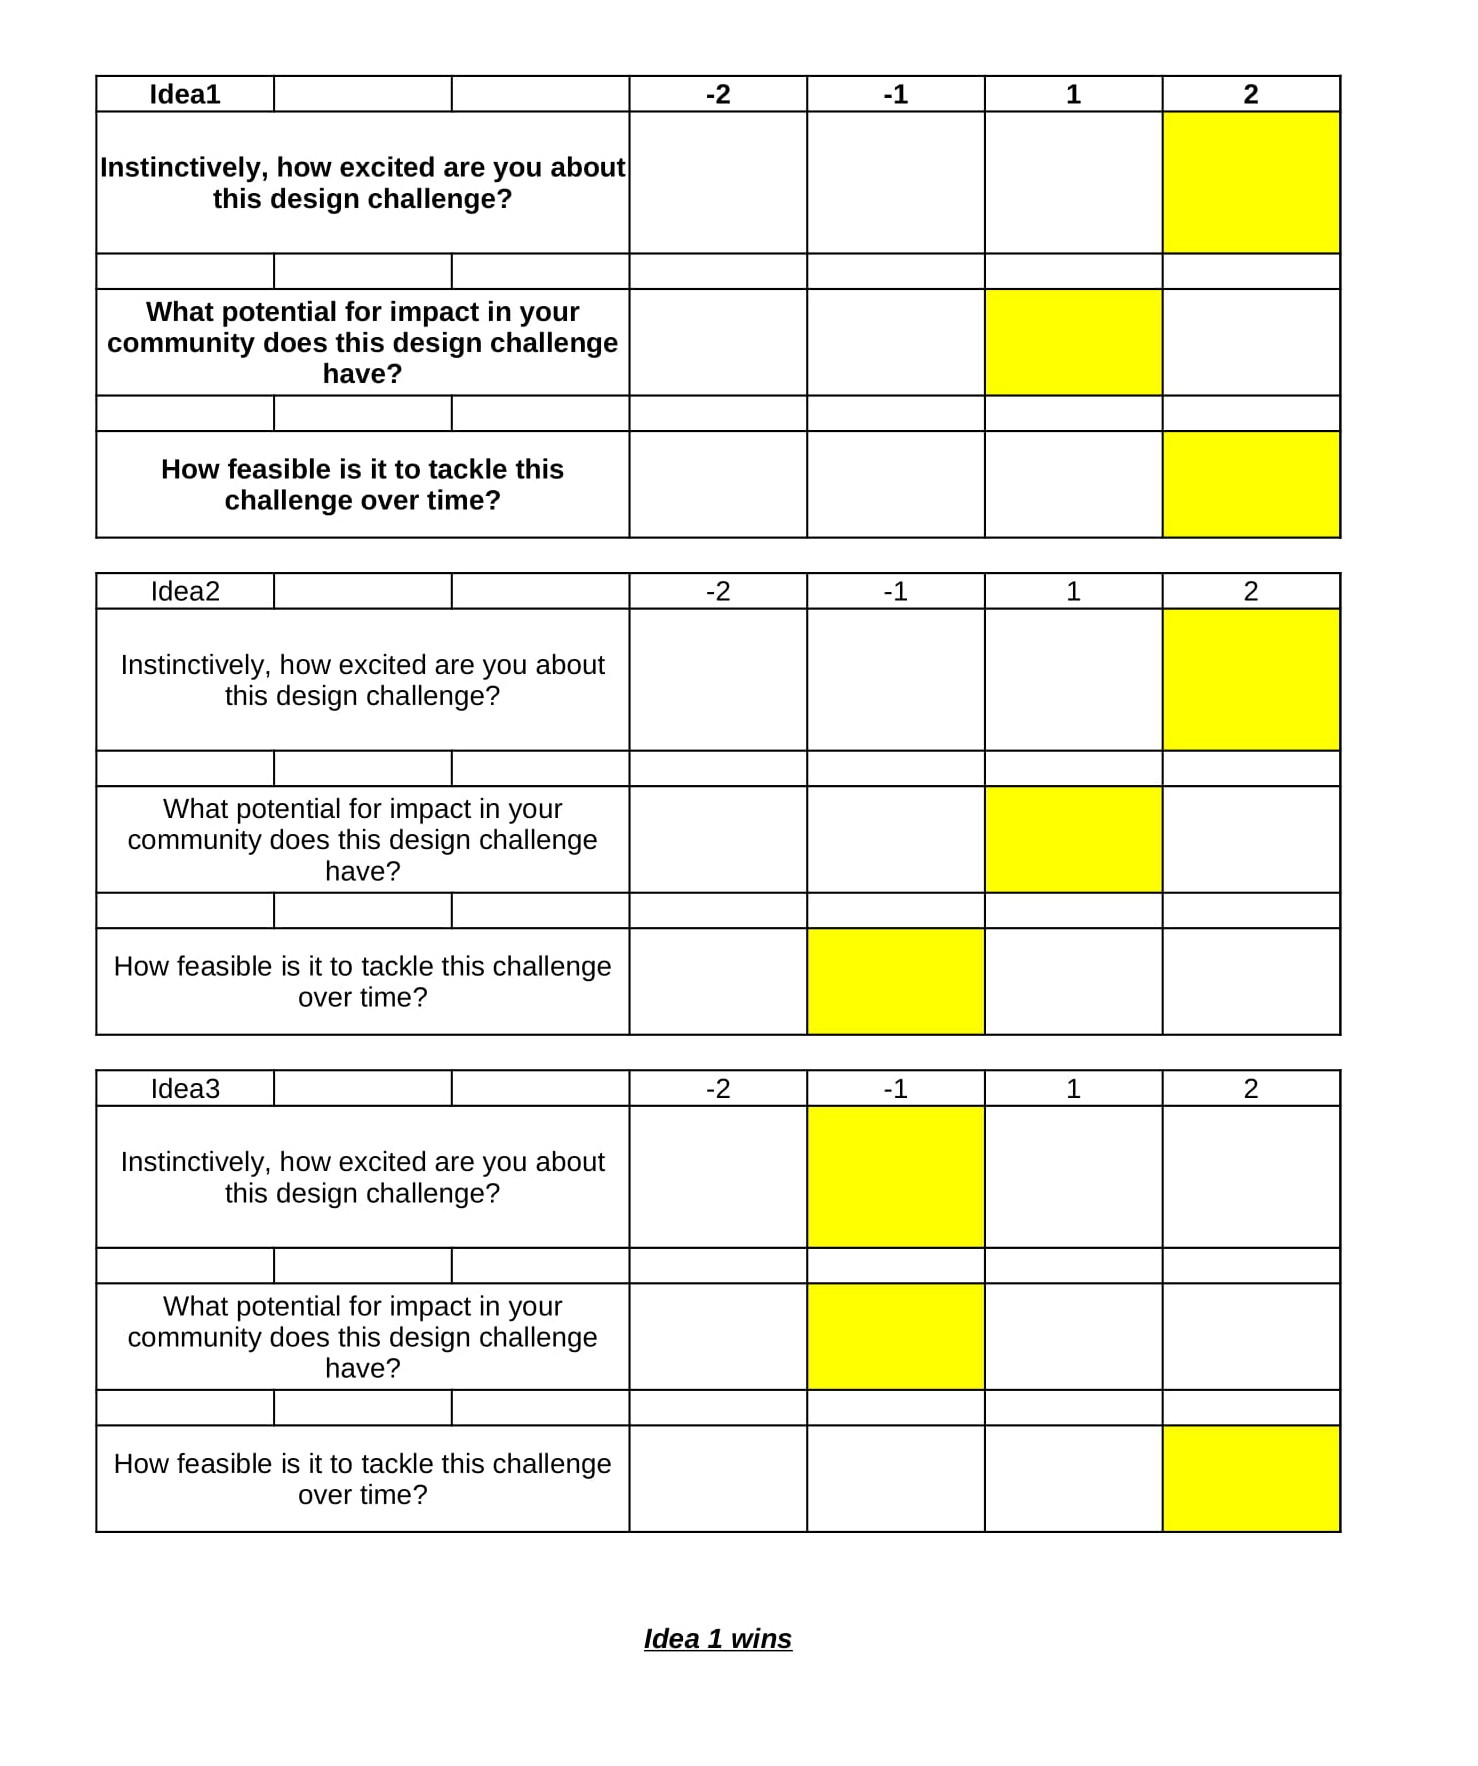 Idea1 -2 -1 1 2
Instinctively, how excited are you about
this design challenge?
What potential for impact in your
community does this design challenge
have?
How feasible is it to tackle this
challenge over time?
Idea2 -2 -1 1 2
Instinctively, how excited are you about
this design challenge?
What potential for impact in your
community does this design challenge
have?
How feasible is it to tackle this challenge
over time?
Idea3 -2 -1 1 2
Instinctively, how excited are you about
this design challenge?
What potential for impact in your
community does this design challenge
have?
How feasible is it to tackle this challenge
over time?
Idea 1 wins